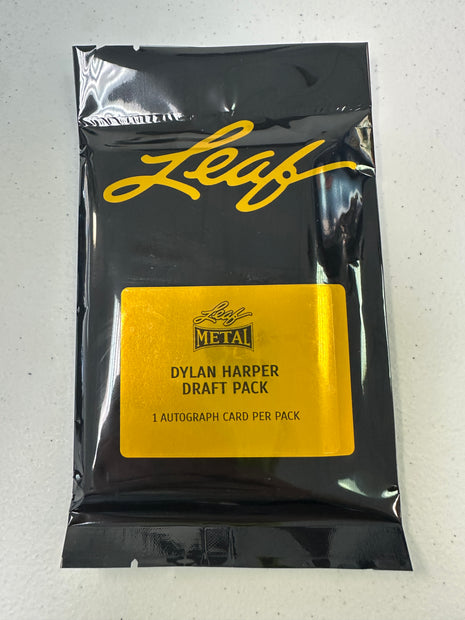 Leaf
Leaf
METAL
DYLAN HARPER
DRAFT PACK
1 AUTOGRAPH CARD PER PACK